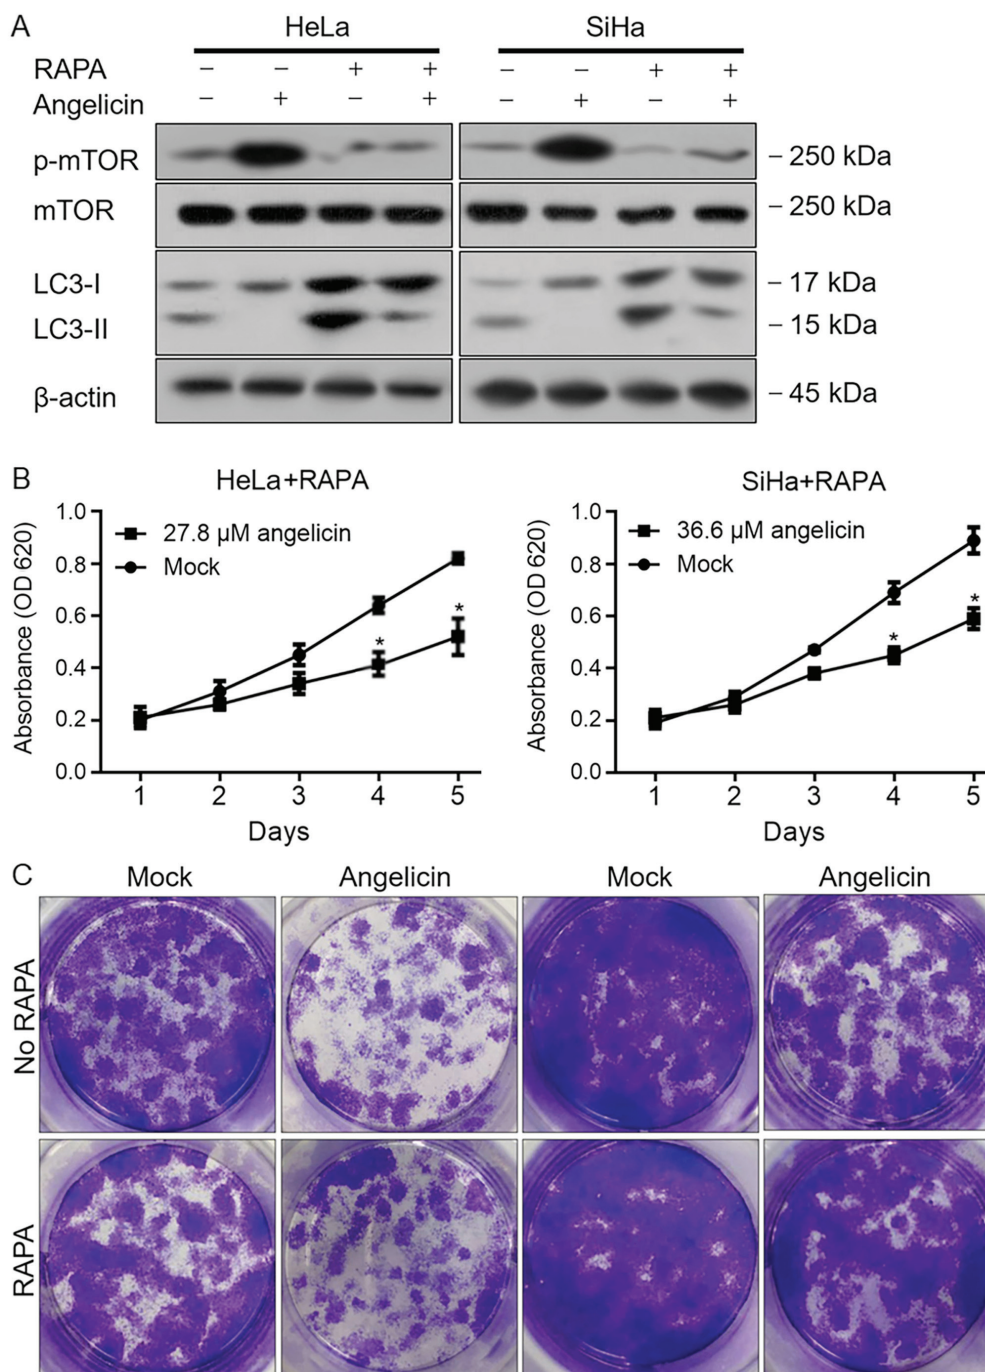 A
HeLa SiHa
RAPA – – + + – – + +
Angelicin – + – + – + – +
p-mTOR – 250 kDa
mTOR – 250 kDa
LC3-I – 17 kDa
LC3-II – 15 kDa
β-actin – 45 kDa
B
HeLa+RAPA SiHa+RAPA
Absorbance (OD 620)
1.0
0.8
0.6
0.4
0.2
0.0
27.8 µM angelicin
Mock
*
*
1 2 3 4 5
Days
Absorbance (OD 620)
1.0
0.8
0.6
0.4
0.2
0.0
36.6 µM angelicin
Mock
*
*
1 2 3 4 5
Days
C
Mock Angelicin Mock Angelicin
No RAPA
RAPA